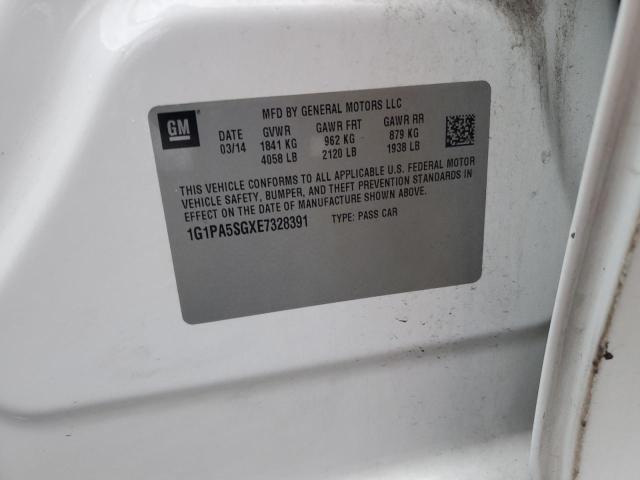 MFD BY GENERAL MOTORS LLC
GM
DATE GVWR GAWR FRT GAWR RR
03/14 1841 KG 962 KG 879 KG
4058 LB 2120 LB 1938 LB
THIS VEHICLE CONFORMS TO ALL APPLICABLE U.S. FEDERAL MOTOR
VEHICLE SAFETY, BUMPER, AND THEFT PREVENTION STANDARDS IN
EFFECT ON THE DATE OF MANUFACTURE SHOWN ABOVE.
1G1PA5SGXE7328391 TYPE: PASS CAR